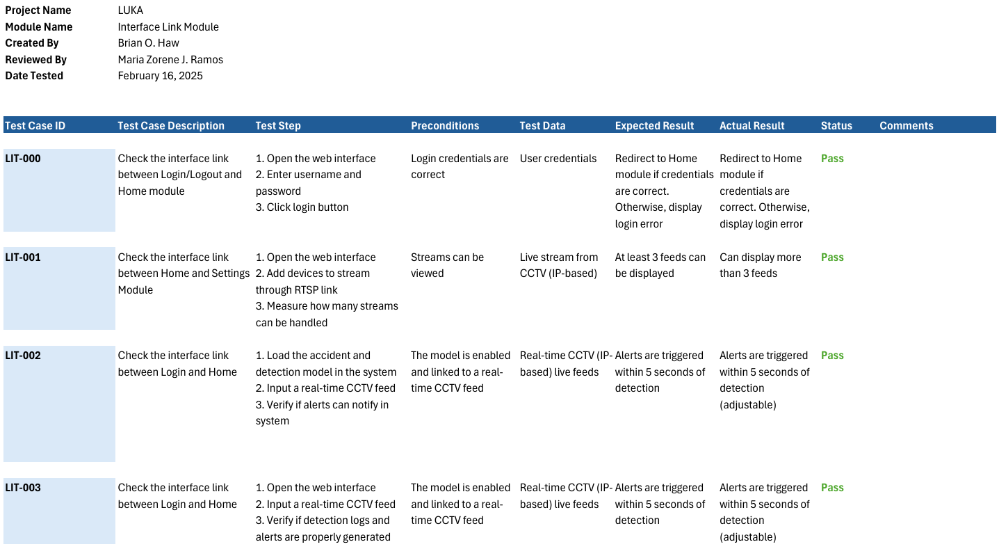 Project Name LUKA
Module Name Interface Link Module
Created By Brian O. Haw
Reviewed By Maria Zorene J. Ramos
Date Tested February 16, 2025
Test Case ID Test Case Description Test Step Preconditions Test Data Expected Result Actual Result Status Comments
LIT-000 Check the interface link 1. Open the web interface Login credentials are User credentials Redirect to Home Redirect to Home Pass
between Login/Logout and 2. Enter username and correct module if credentials module if
Home module password are correct. credentials are
3. Click login button Otherwise, display correct. Otherwise,
login error display login error
LIT-001 Check the interface link 1. Open the web interface Streams can be Live stream from At least 3 feeds can Can display more Pass
between Home and Settings 2. Add devices to stream viewed CCTV (IP-based) be displayed than 3 feeds
Module through RTSP link
3. Measure how many streams
can be handled
LIT-002 Check the interface link 1. Load the accident and The model is enabled Real-time CCTV (IP- Alerts are triggered Alerts are triggered Pass
between Login and Home detection model in the system and linked to a real- based) live feeds within 5 seconds of within 5 seconds of
2. Input a real-time CCTV feed time CCTV feed detection detection
3. Verify if alerts can notify in (adjustable)
system
LIT-003 Check the interface link 1. Open the web interface The model is enabled Real-time CCTV (IP- Alerts are triggered Alerts are triggered Pass
between Login and Home 2. Input a real-time CCTV feed and linked to a real- based) live feeds within 5 seconds of within 5 seconds of
3. Verify if detection logs and time CCTV feed detection detection
alerts are properly generated (adjustable)